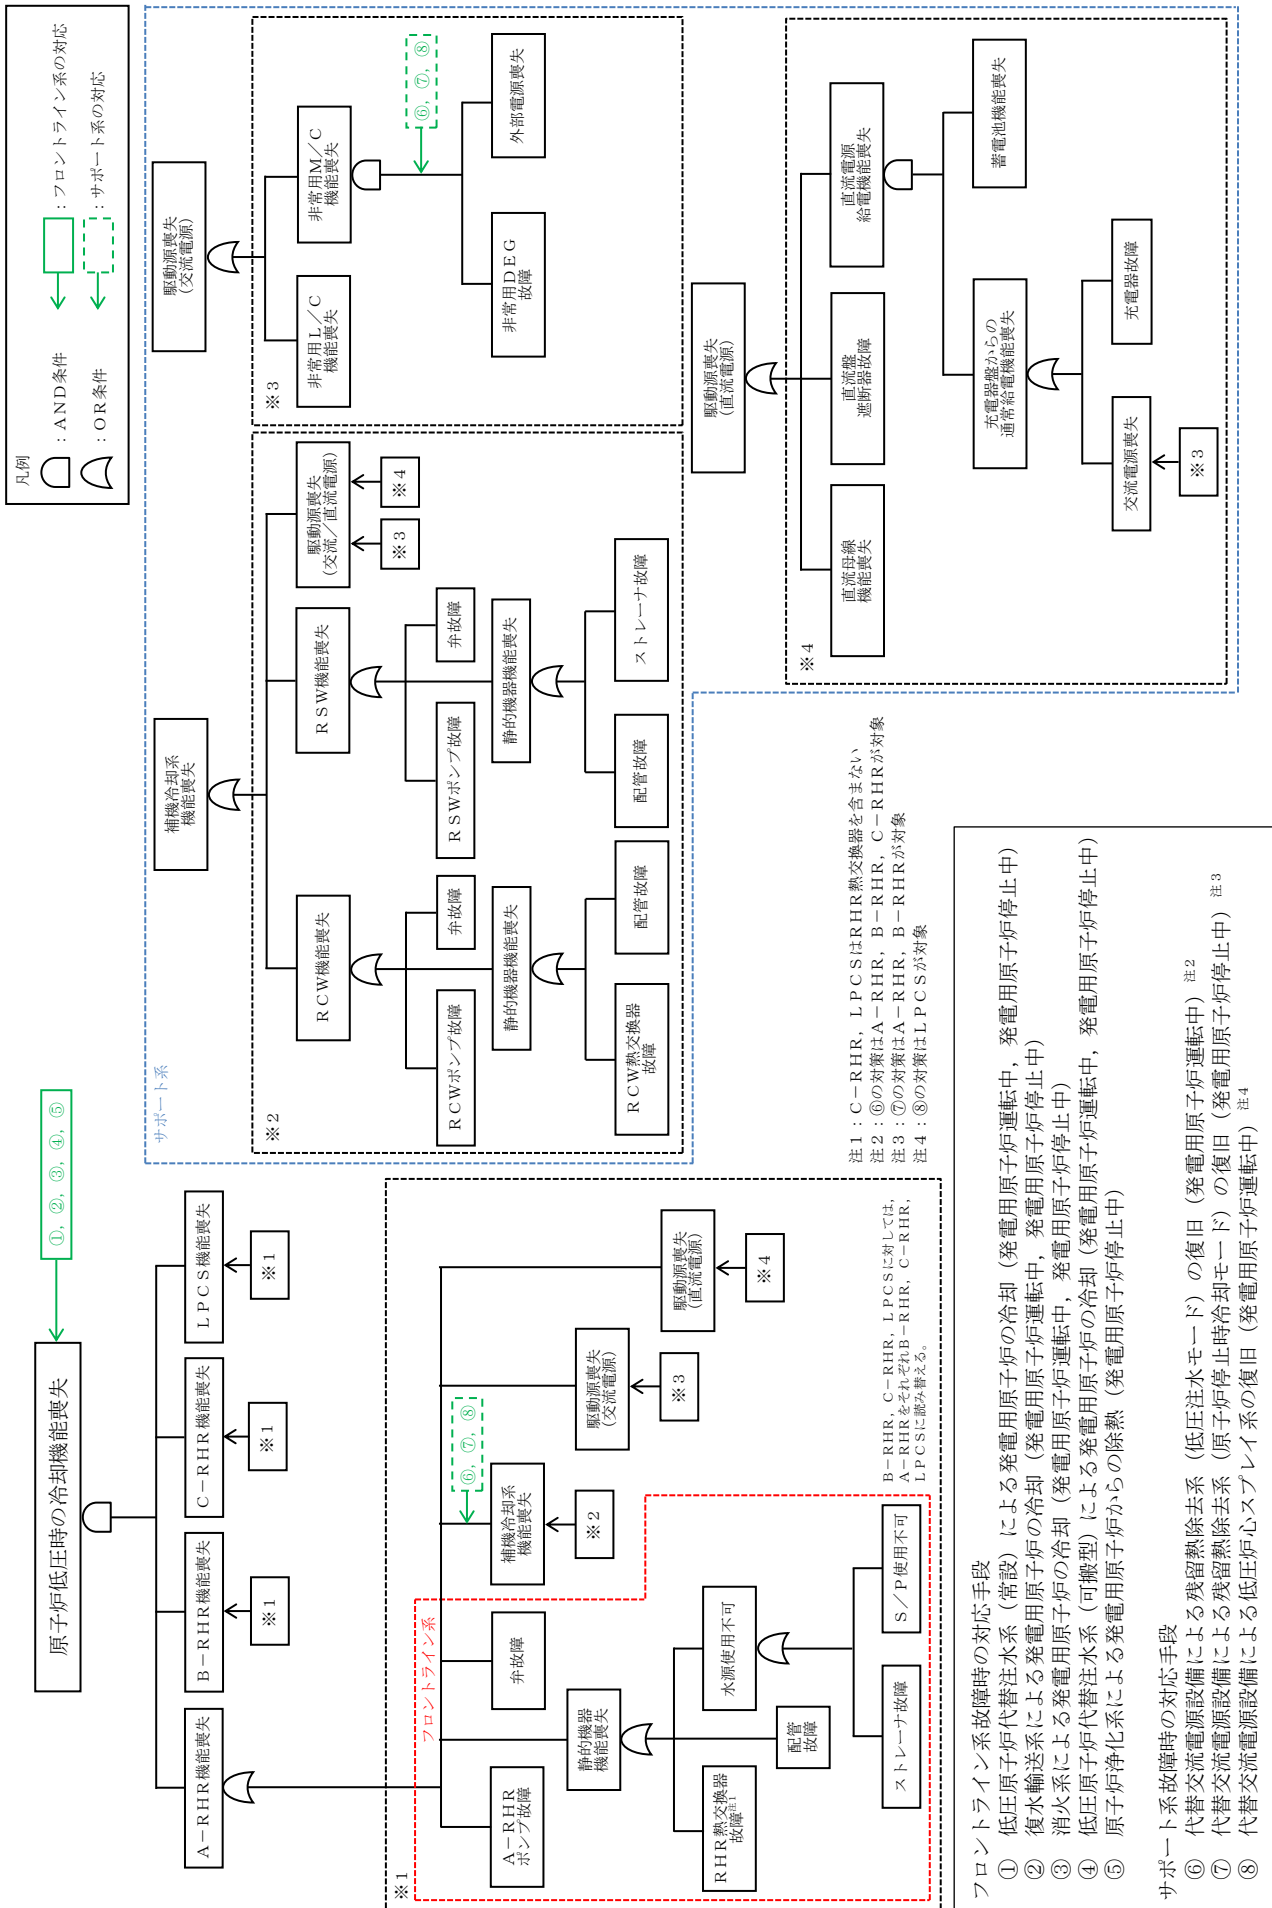 凡例
：AND条件
：フロントライン系の対応
：OR条件
：サポート系の対応
原子炉低圧時の冷却機能喪失
①，②，③，④，⑤
A－RHR機能喪失
B－RHR機能喪失
C－RHR機能喪失
LPCS機能喪失
※1
※1
※1
※1
フロントライン系
A－RHR
ポンプ故障
弁故障
補機冷却系
機能喪失
⑥，⑦，⑧
※2
駆動源喪失
(交流電源)
※3
駆動源喪失
(直流電源)
※4
静的機器
機能喪失
RHR熱交換器
故障注1
配管
故障
水源使用不可
ストレーナ故障
S／P使用不可
B－RHR，C－RHR，LPCSに対しては，
A－RHRをそれぞれB－RHR，C－RHR，
LPCSに読み替える。
サポート系
補機冷却系
機能喪失
※2
RCW機能喪失
RSW機能喪失
駆動源喪失
(交流／直流電源)
※3
※4
RCWポンプ故障
弁故障
静的機器機能喪失
RCW熱交換器
故障
配管故障
RSWポンプ故障
弁故障
静的機器機能喪失
配管故障
ストレーナ故障
駆動源喪失
(交流電源)
※3
非常用L／C
機能喪失
非常用M／C
機能喪失
⑥，⑦，⑧
非常用DEG
故障
外部電源喪失
駆動源喪失
(直流電源)
※4
直流母線
機能喪失
直流盤
遮断器故障
直流電源
給電機能喪失
充電器盤からの
通常給電機能喪失
蓄電池機能喪失
交流電源喪失
充電器故障
※3
注1：C－RHR，LPCSはRHR熱交換器を含まない
注2：⑥の対策はA－RHR，B－RHR，C－RHRが対象
注3：⑦の対策はA－RHR，B－RHRが対象
注4：⑧の対策はLPCSが対象
フロントライン系故障時の対応手段
① 低圧原子炉代替注水系（常設）による発電用原子炉の冷却（発電用原子炉運転中，発電用原子炉停止中）
② 復水輸送系による発電用原子炉の冷却（発電用原子炉運転中，発電用原子炉停止中）
③ 消火系による発電用原子炉の冷却（発電用原子炉運転中，発電用原子炉停止中）
④ 低圧原子炉代替注水系（可搬型）による発電用原子炉の冷却（発電用原子炉運転中，発電用原子炉停止中）
⑤ 原子炉浄化系による発電用原子炉からの除熱（発電用原子炉停止中）
サポート系故障時の対応手段
⑥ 代替交流電源設備による残留熱除去系（低圧注水モード）の復旧（発電用原子炉運転中）注2
⑦ 代替交流電源設備による残留熱除去系（原子炉停止時冷却モード）の復旧（発電用原子炉停止中）注3
⑧ 代替交流電源設備による低圧炉心スプレイ系の復旧（発電用原子炉運転中）注4